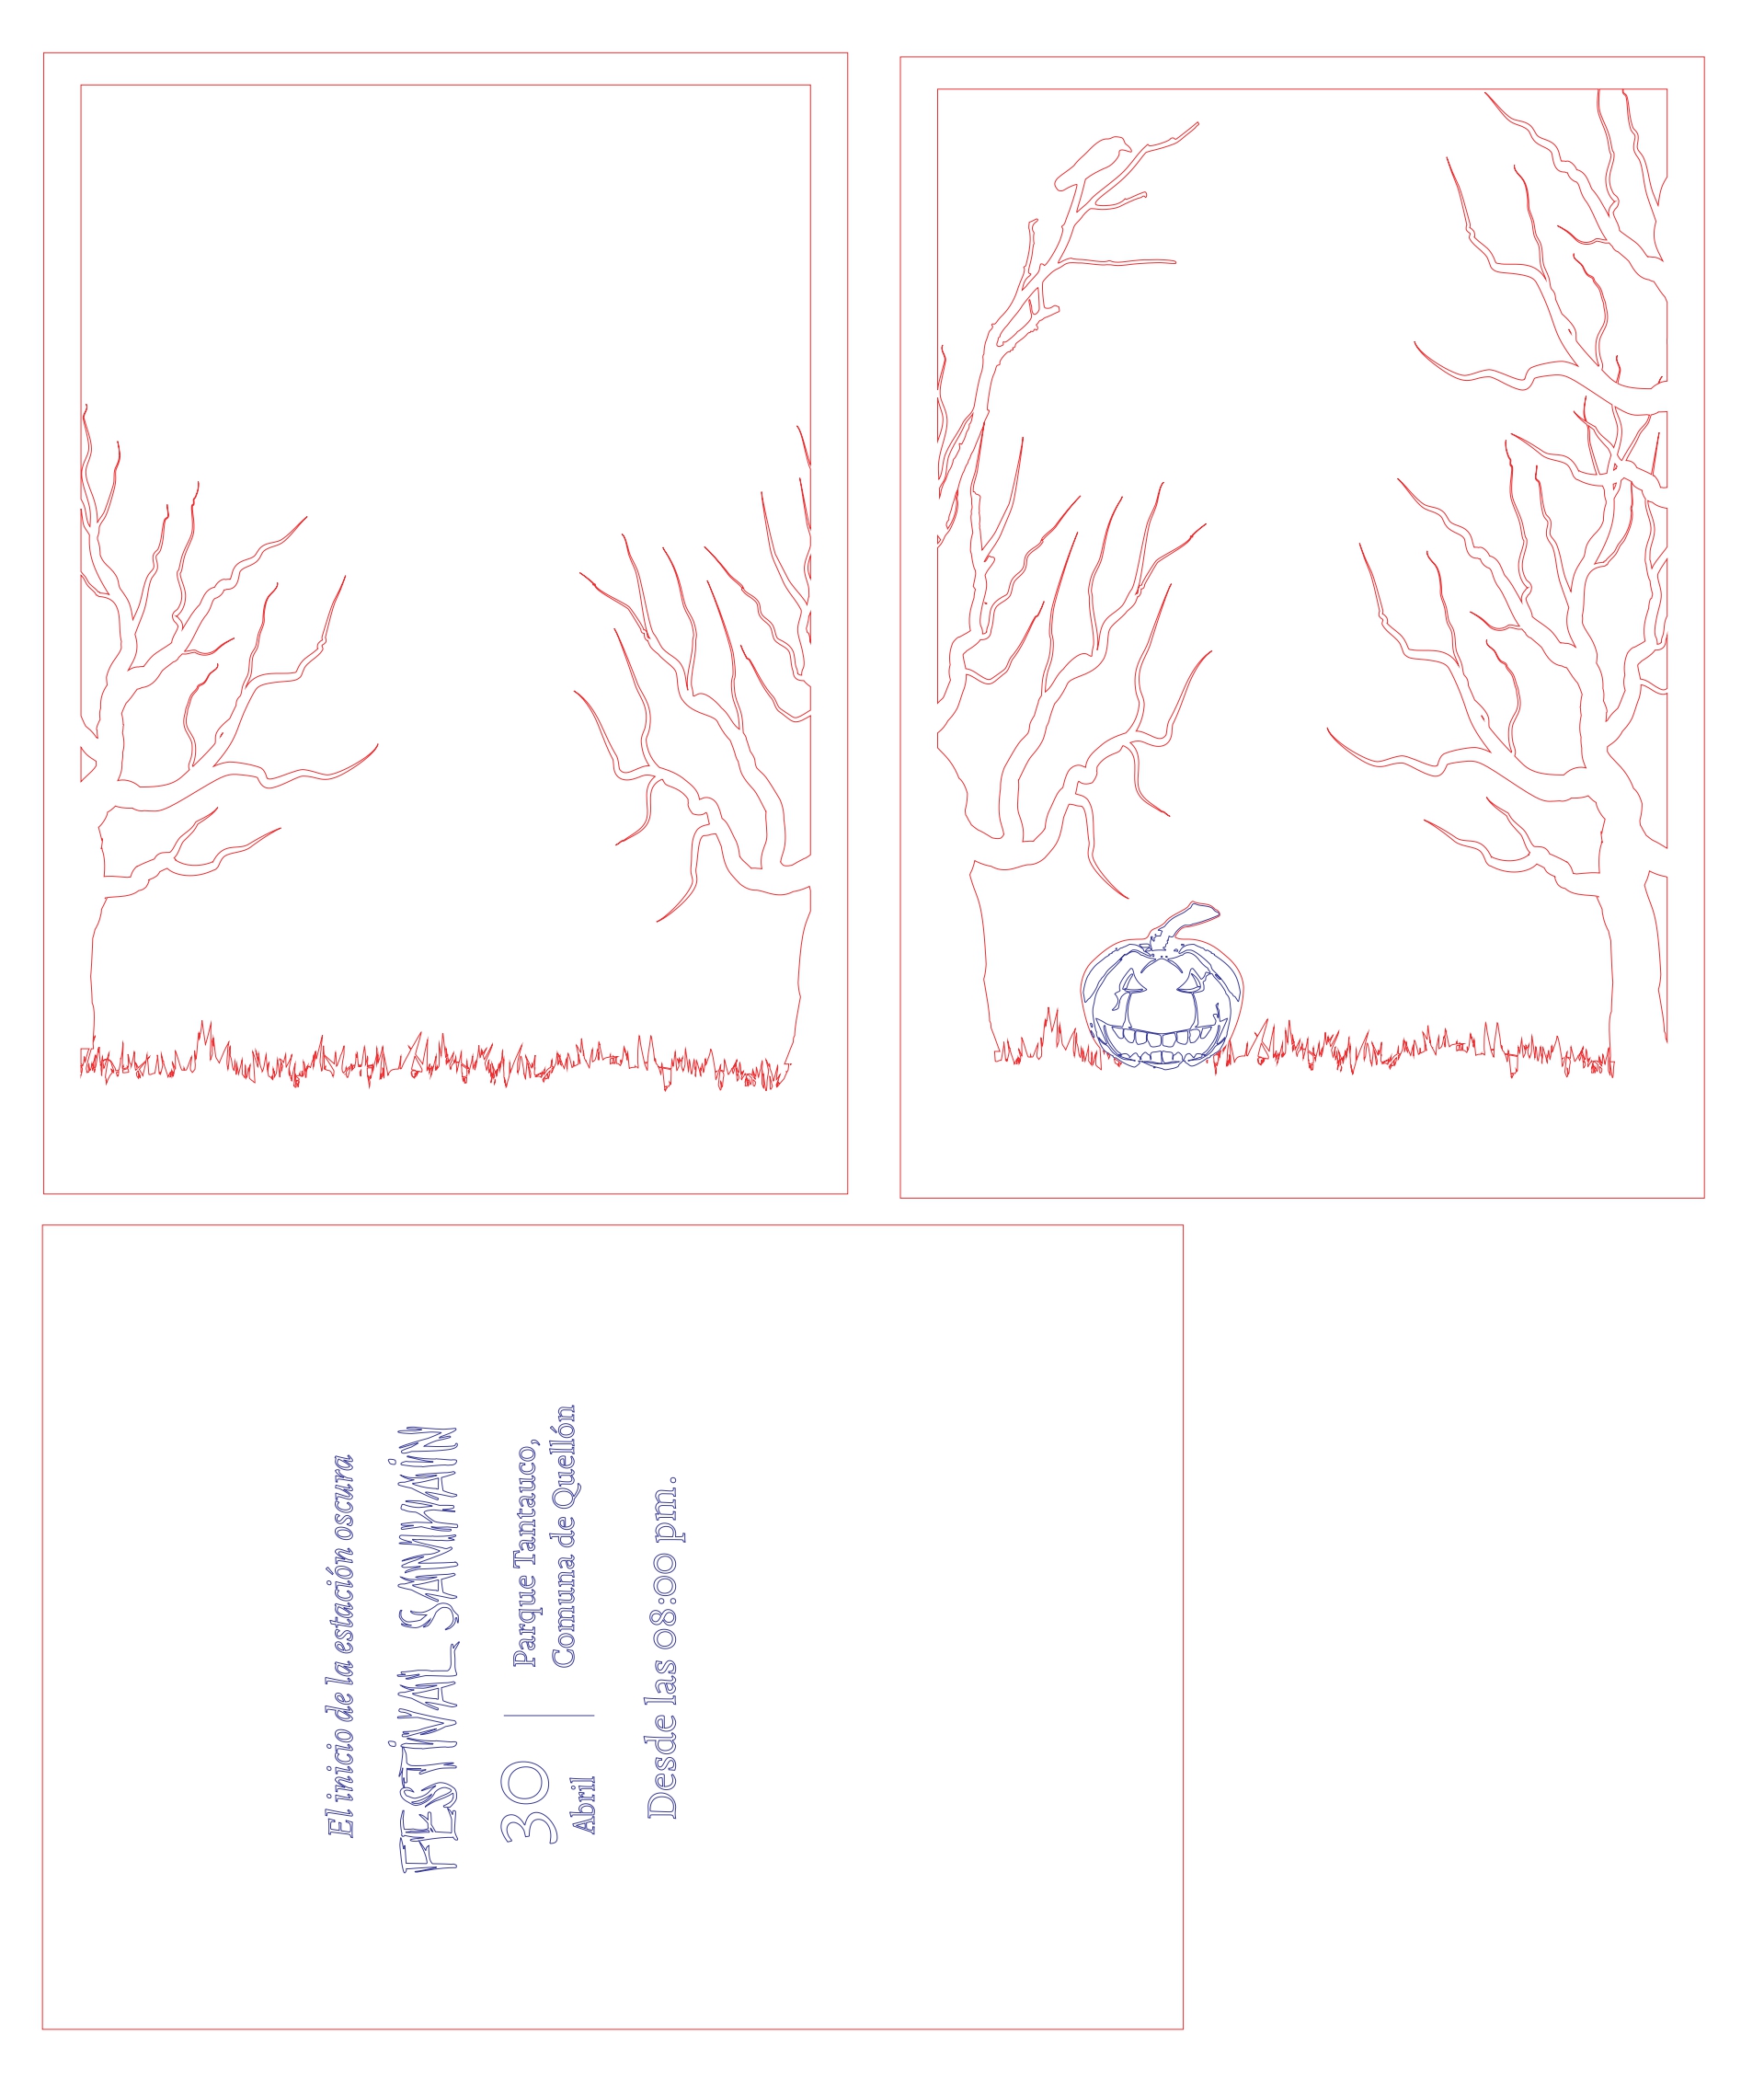 El inicio de la estación oscura
FESTIVAL SAMHAÍN
30
Abril
Parque Tantauco,
Comuna de Quellón
Desde las 08:00 pm.